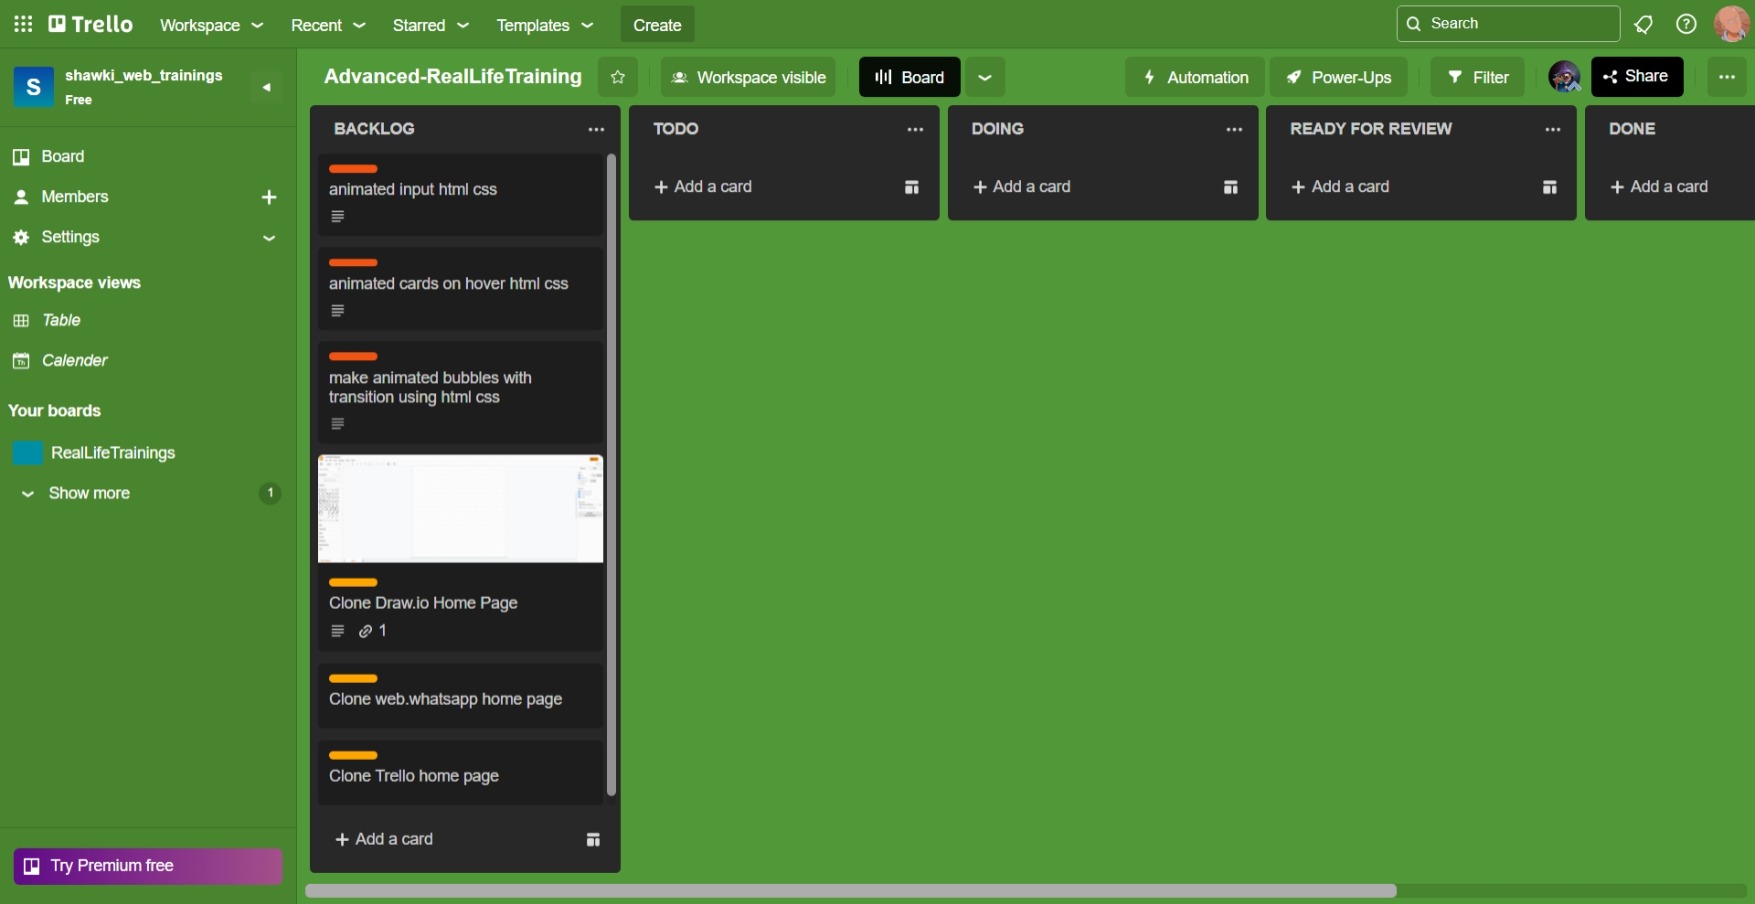 Trello
Workspace
Recent
Starred
Templates
Create
Search
S
shawki_web_trainings
Free
Board
Members
Settings
Workspace views
Table
Th
Calender
Your boards
RealLifeTrainings
Show more
1
Try Premium free
Advanced-RealLifeTraining
Workspace visible
Board
Automation
Power-Ups
Filter
Share
BACKLOG
animated input html css
animated cards on hover html css
make animated bubbles with
transition using html css
Clone Draw.io Home Page
1
Clone web.whatsapp home page
Clone Trello home page
+ Add a card
TODO
+ Add a card
DOING
+ Add a card
READY FOR REVIEW
+ Add a card
DONE
+ Add a card